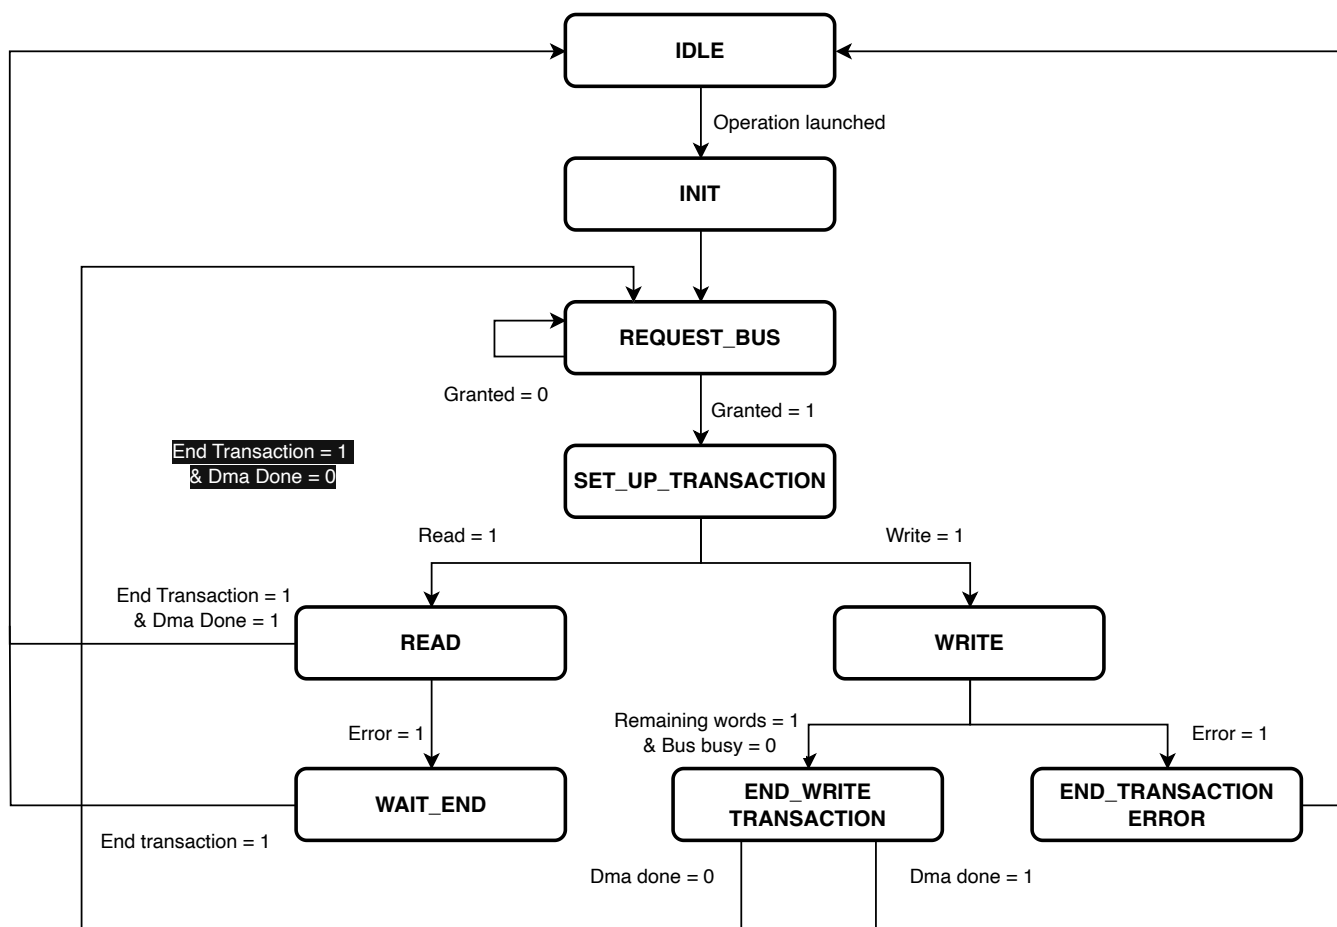 IDLE
Operation launched
INIT
REQUEST_BUS
Granted = 0
Granted = 1
End Transaction = 1
& Dma Done = 0
SET_UP_TRANSACTION
Read = 1
Write = 1
End Transaction = 1
& Dma Done = 1
READ
WRITE
Error = 1
Remaining words = 1
& Bus busy = 0
Error = 1
WAIT_END
END_WRITE
TRANSACTION
END_TRANSACTION
ERROR
End transaction = 1
Dma done = 0
Dma done = 1